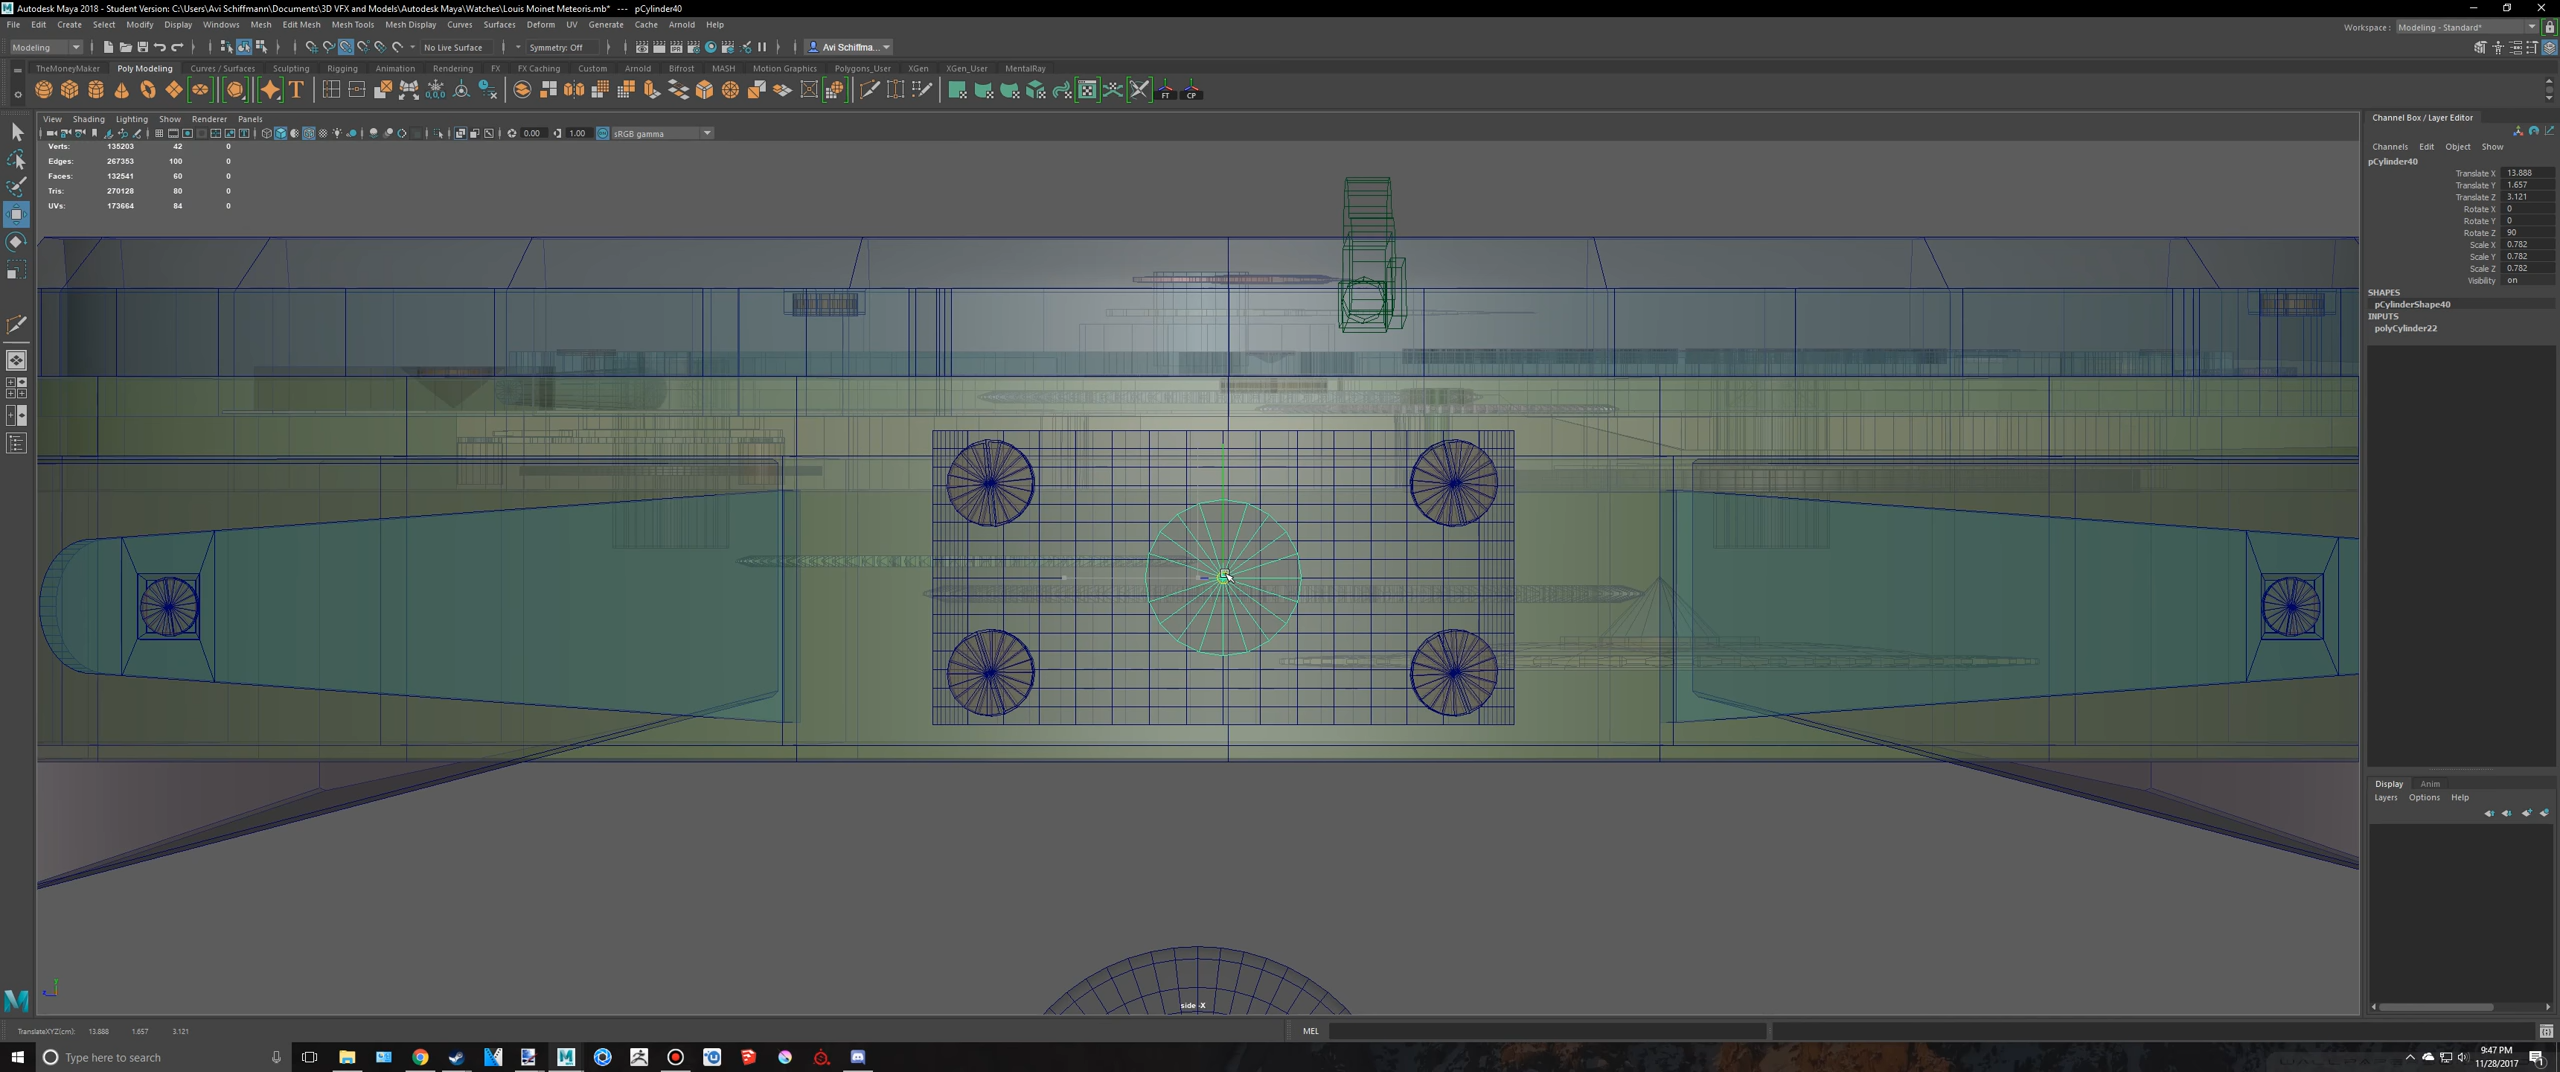 Autodesk Maya 2018 - Student Version: C:\Users\Avi Schiffmann\Documents\3D VFX and Models\Autodesk Maya\Watches\Louis Moinet Meteoris.mb*   ---   pCylinder40
File Edit Create Select Modify Display Windows Mesh Edit Mesh Mesh Tools Mesh Display Curves Surfaces Deform UV Generate Cache Arnold Help
Workspace : Modeling - Standard*
Modeling No Live Surface Symmetry: Off Avi Schiffma...
TheMoneyMaker Poly Modeling Curves / Surfaces Sculpting Rigging Animation Rendering FX FX Caching Custom Arnold Bifrost MASH Motion Graphics Polygons_User XGen XGen_User MentalRay
FT CP
View Shading Lighting Show Renderer Panels
0.00 1.00 sRGB gamma
Verts: 135203 42 0
Edges: 267353 100 0
Faces: 132541 60 0
Tris: 270128 80 0
UVs: 173664 84 0
side -X
Channel Box / Layer Editor
Channels Edit Object Show
pCylinder40
Translate X 13.888
Translate Y 1.657
Translate Z 3.121
Rotate X 0
Rotate Y 0
Rotate Z 90
Scale X 0.782
Scale Y 0.782
Scale Z 0.782
Visibility on
SHAPES
pCylinderShape40
INPUTS
polyCylinder22
Display Anim
Layers Options Help
TranslateXYZ(cm): 13.888 1.657 3.121
MEL
Type here to search
9:47 PM
11/28/2017